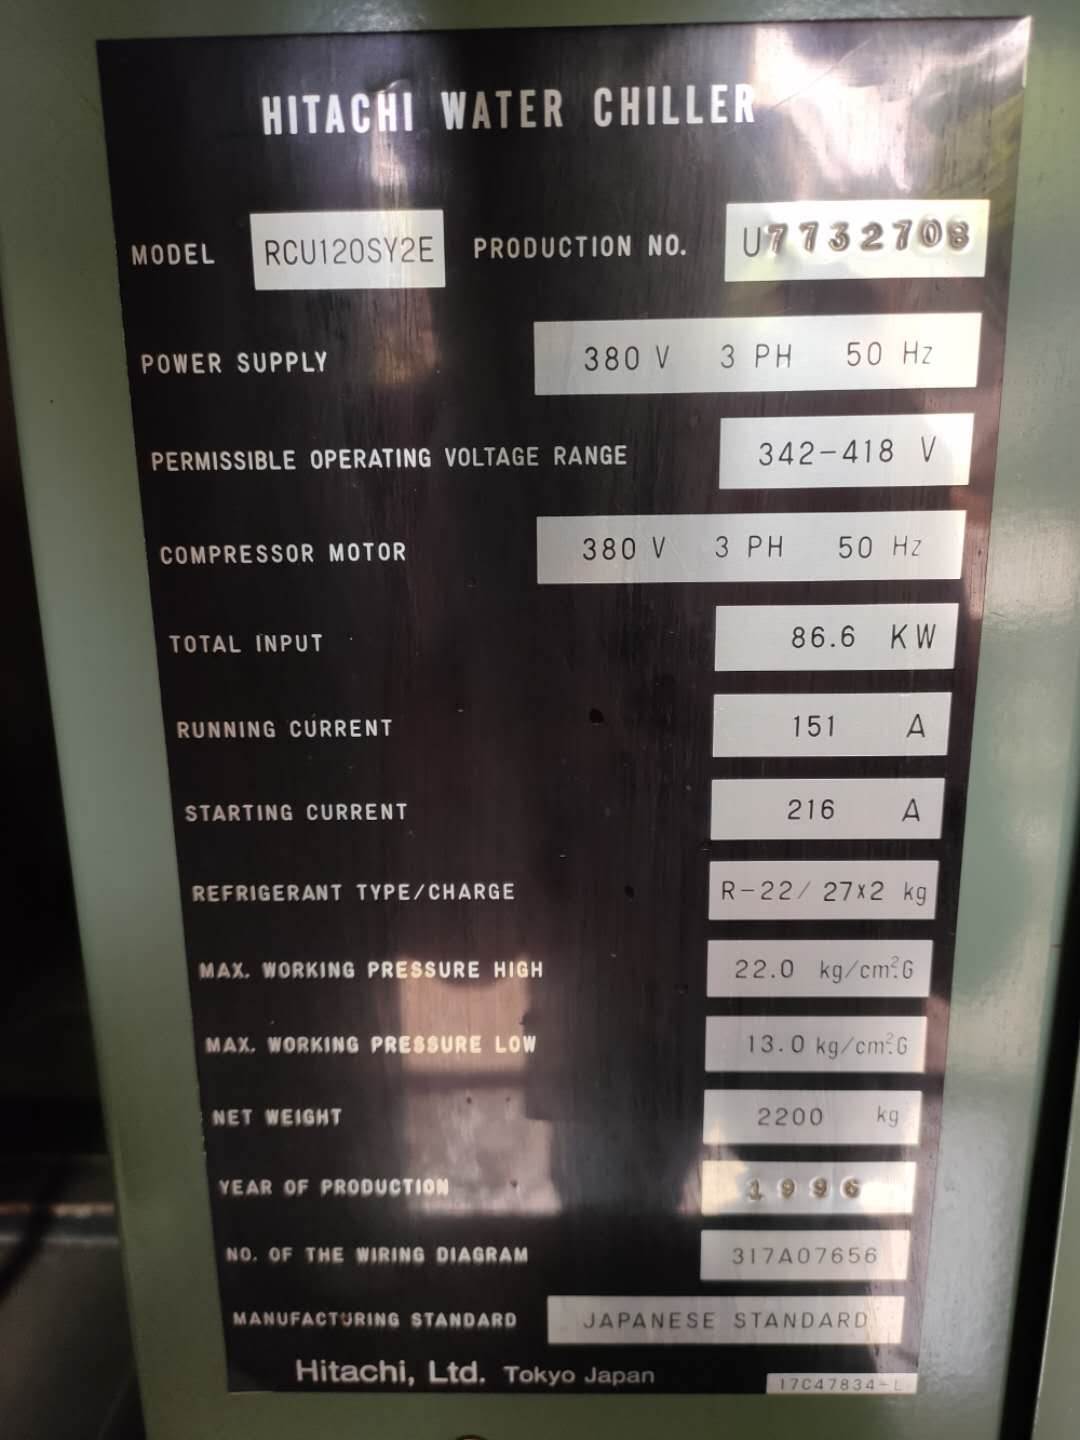 HITACHI WATER CHILLER
MODEL RCU120SY2E PRODUCTION NO. U7732708
POWER SUPPLY 380 V 3 PH 50 Hz
PERMISSIBLE OPERATING VOLTAGE RANGE 342-418 V
COMPRESSOR MOTOR 380 V 3 PH 50 Hz
TOTAL INPUT 86.6 KW
RUNNING CURRENT 151 A
STARTING CURRENT 216 A
REFRIGERANT TYPE/CHARGE R-22/ 27×2 kg
MAX. WORKING PRESSURE HIGH 22.0 kg/cm².G
MAX. WORKING PRESSURE LOW 13.0 kg/cm².G
NET WEIGHT 2200 kg
YEAR OF PRODUCTION 1996
NO. OF THE WIRING DIAGRAM 317A07656
MANUFACTURING STANDARD JAPANESE STANDARD
Hitachi, Ltd. Tokyo Japan 17C47834-L